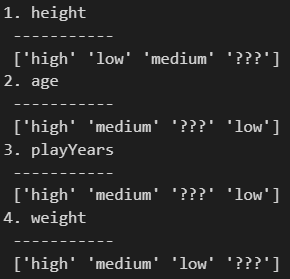 1. height
-----------
['high' 'low' 'medium' '???']
2. age
-----------
['high' 'medium' '???' 'low']
3. playYears
-----------
['high' 'medium' '???' 'low']
4. weight
-----------
['high' 'medium' 'low' '???']